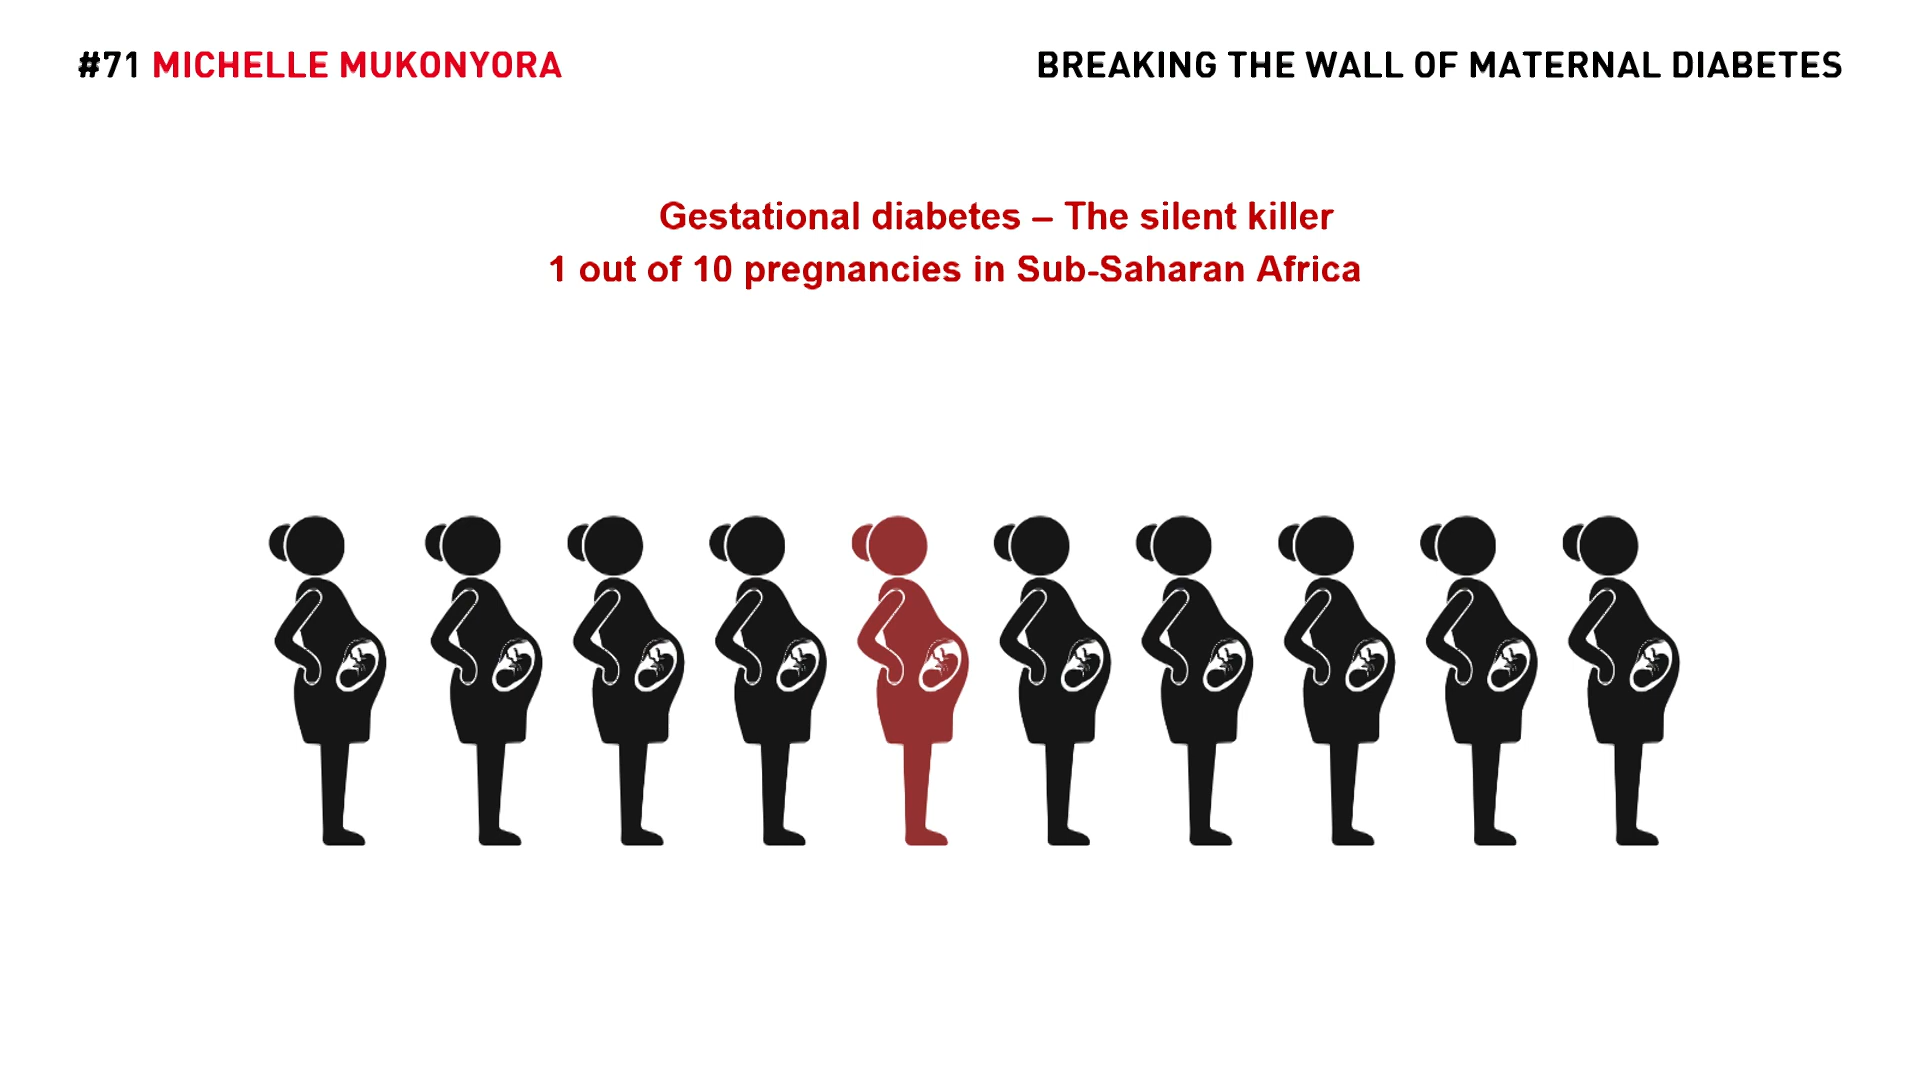 #71 MICHELLE MUKONYORA
BREAKING THE WALL OF MATERNAL DIABETES
Gestational diabetes – The silent killer
1 out of 10 pregnancies in Sub-Saharan Africa